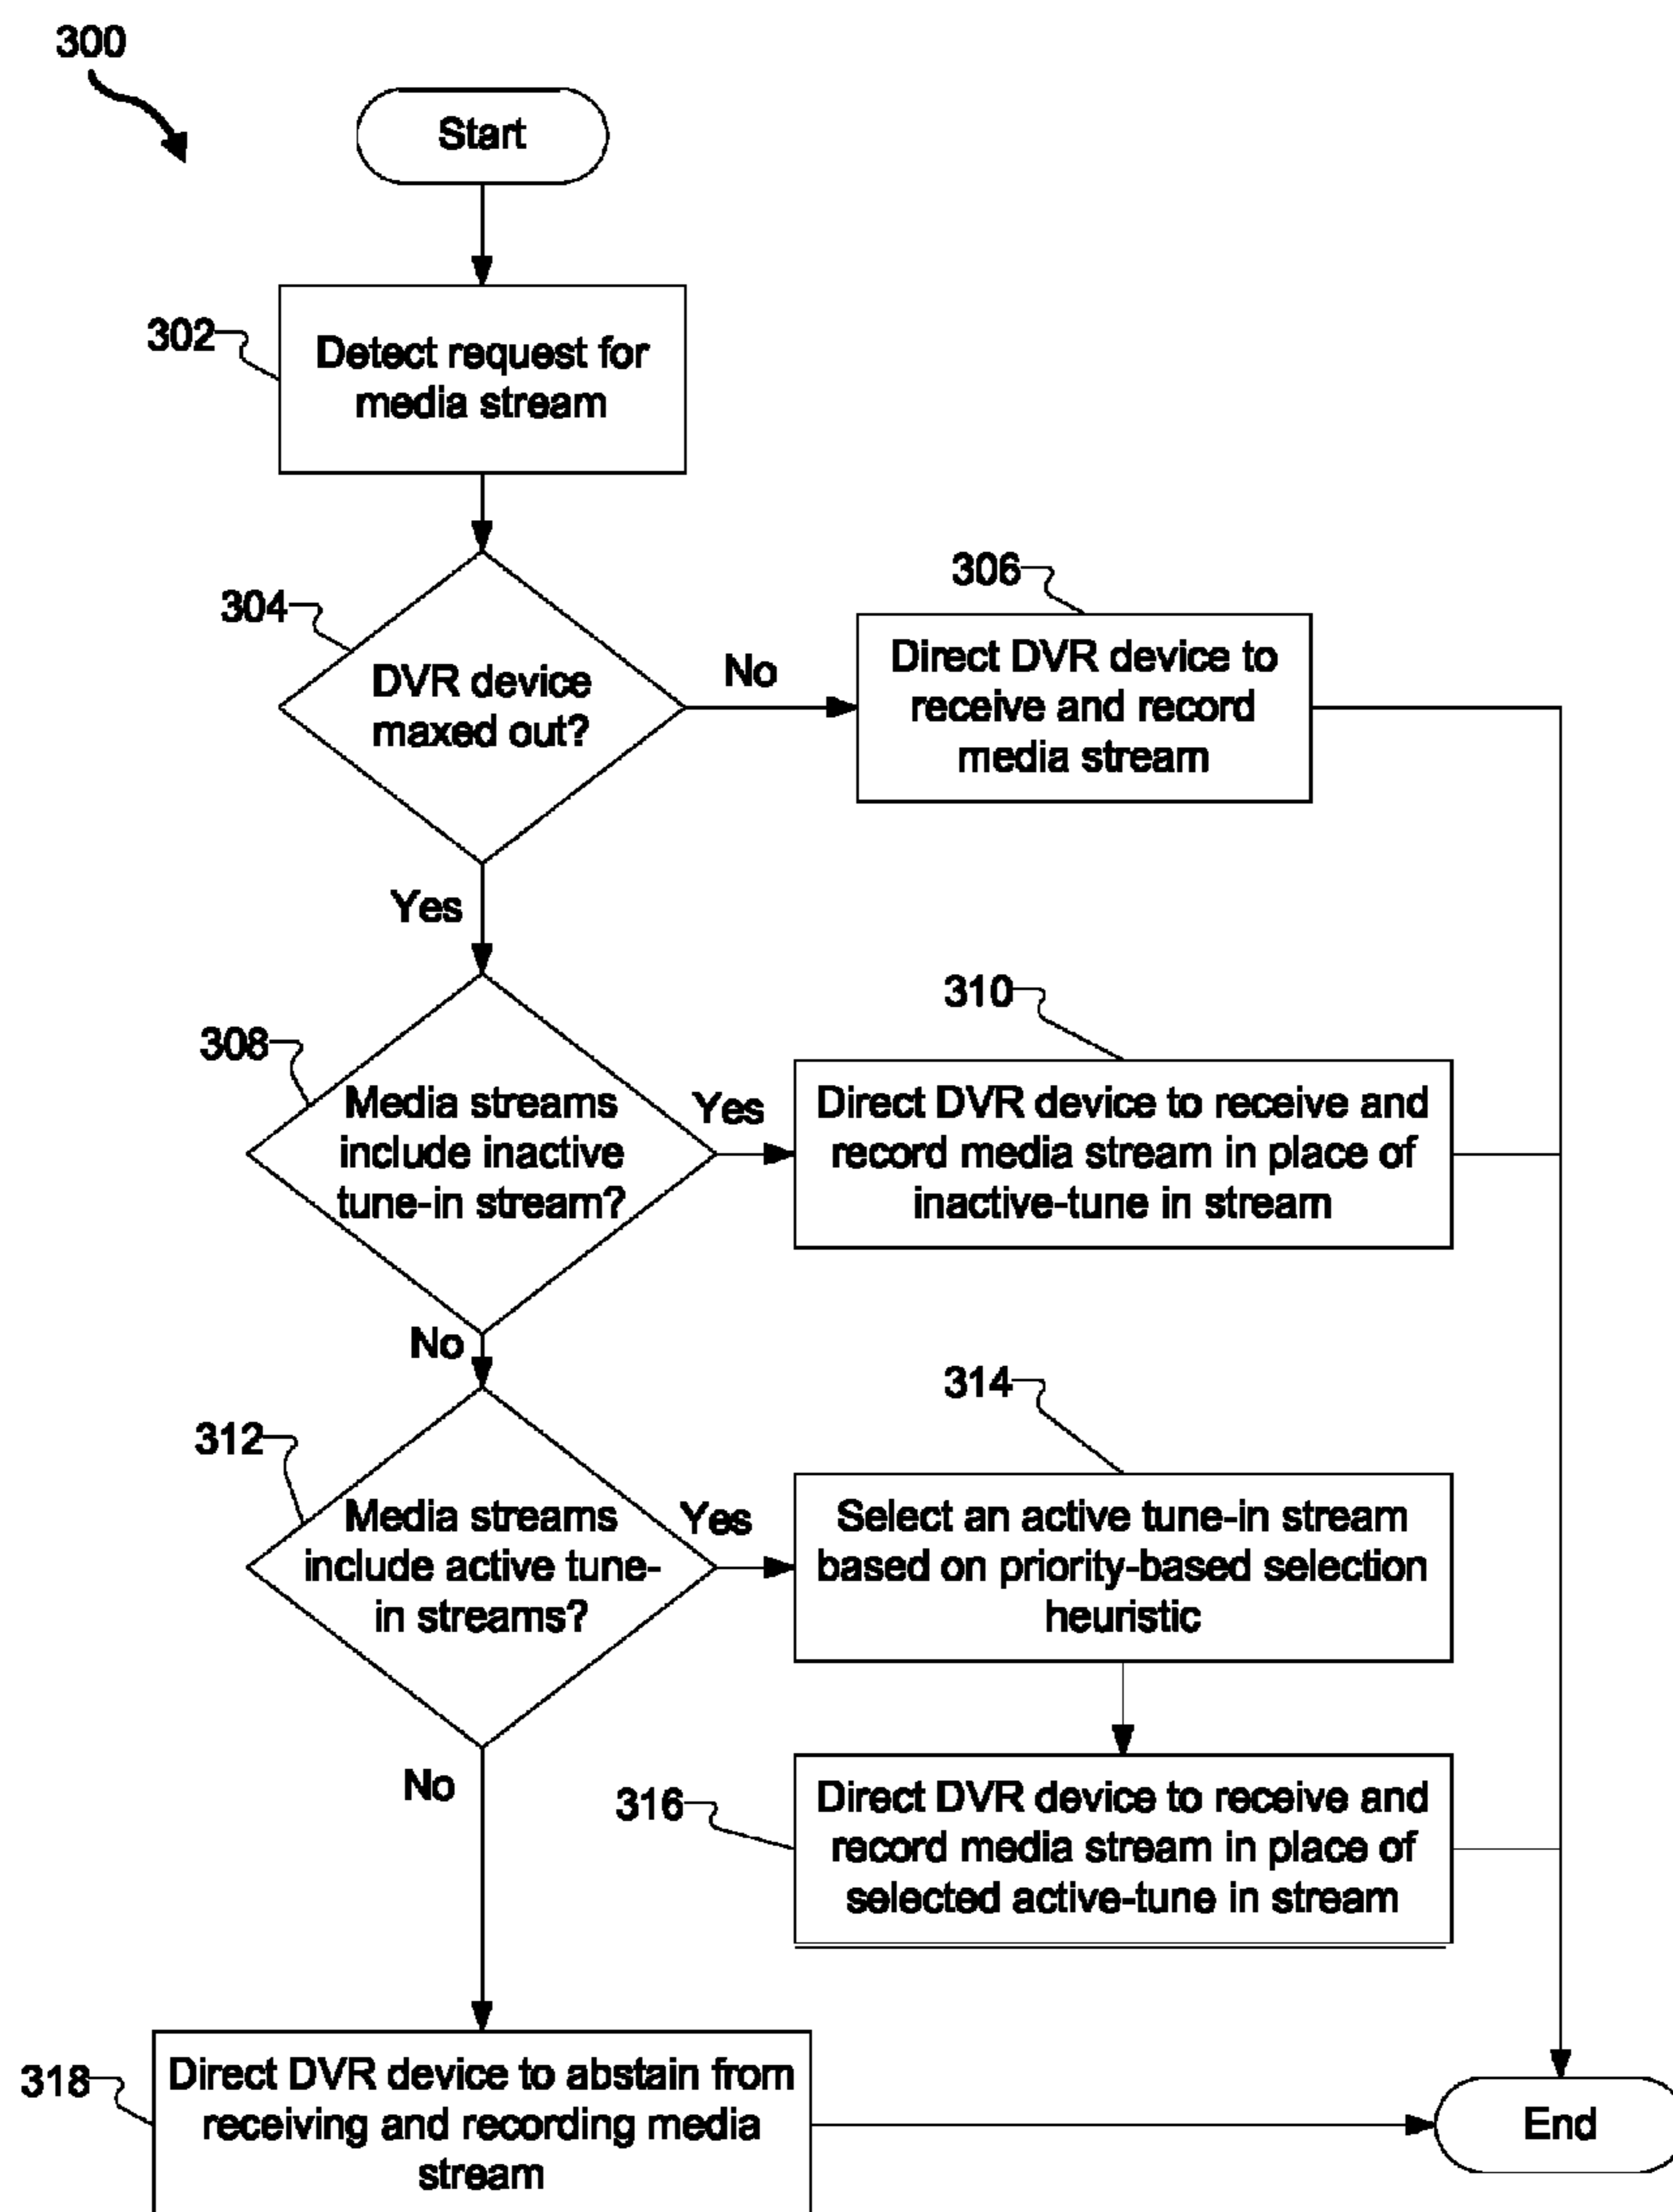 300
Start
302
Detect request for
media stream
304
DVR device
maxed out?
No
306
Direct DVR device to
receive and record
media stream
Yes
308
Media streams
include inactive
tune-in stream?
Yes
310
Direct DVR device to receive and
record media stream in place of
inactive-tune in stream
No
312
Media streams
include active tune-
in streams?
Yes
314
Select an active tune-in stream
based on priority-based selection
heuristic
316
Direct DVR device to receive and
record media stream in place of
selected active-tune in stream
No
318
Direct DVR device to abstain from
receiving and recording media
stream
End